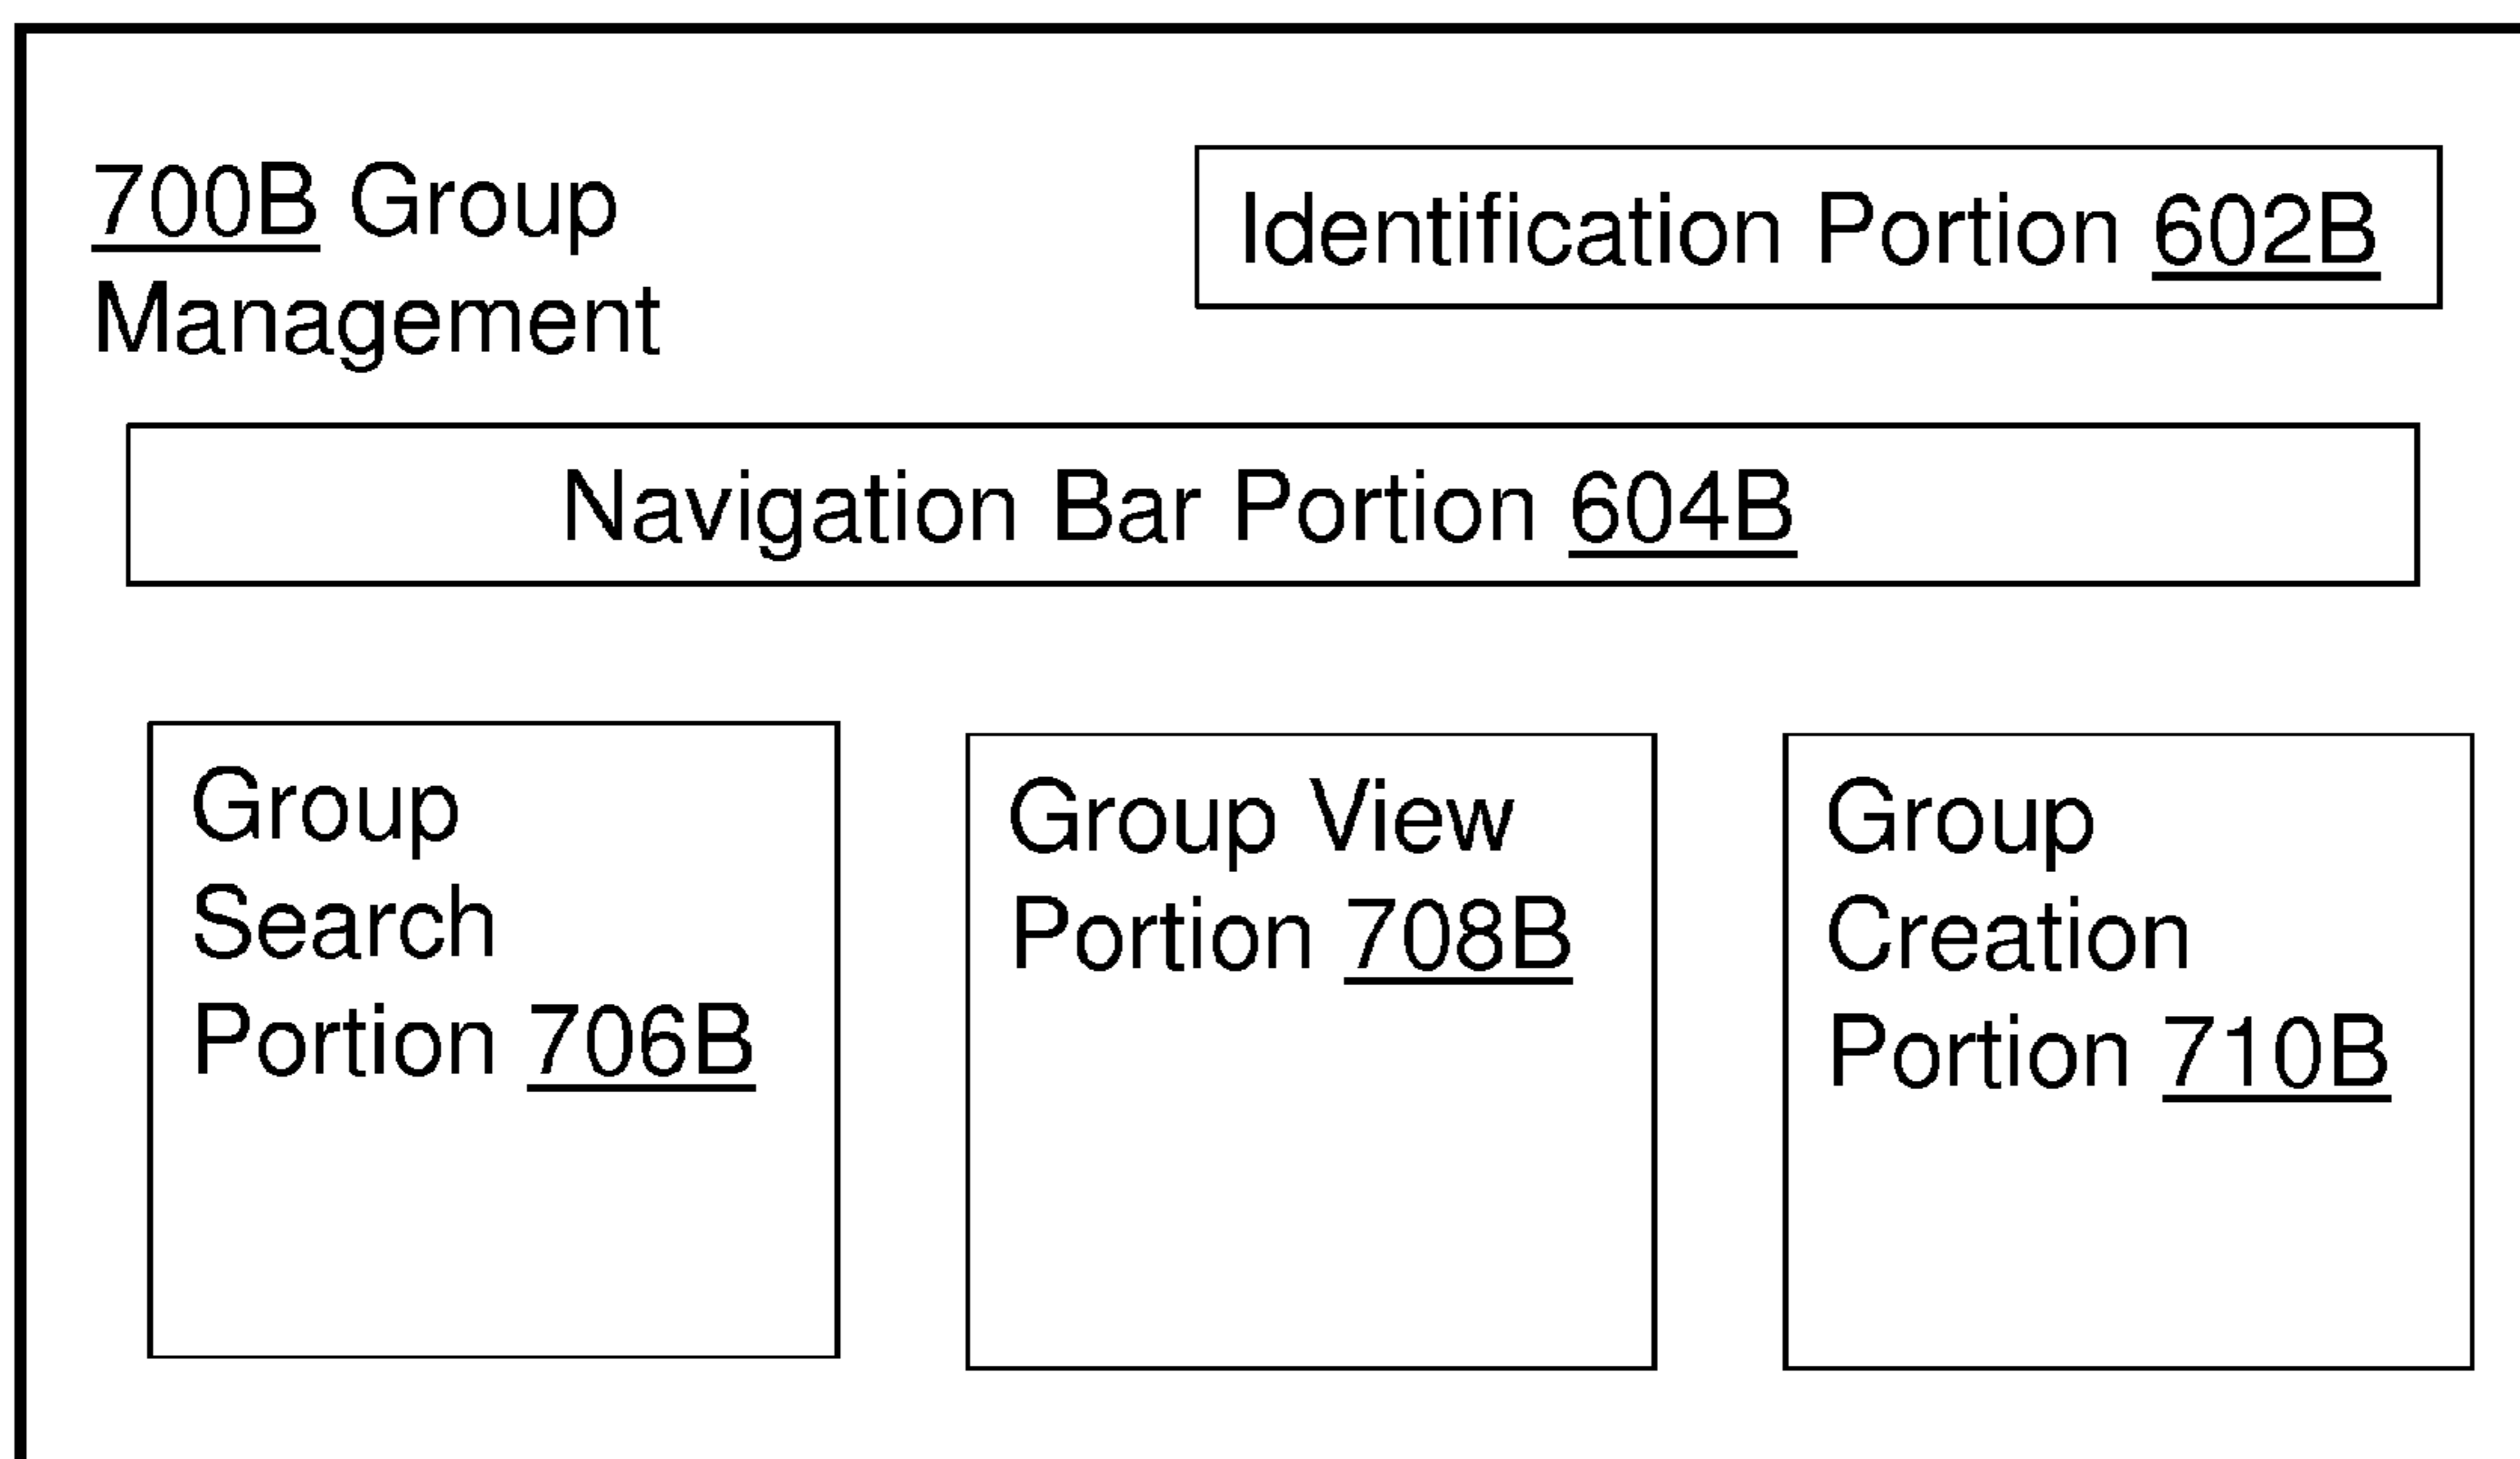 700B Group
Management
Identification Portion 602B
Navigation Bar Portion 604B
Group
Search
Portion 706B
Group View
Portion 708B
Group
Creation
Portion 710B